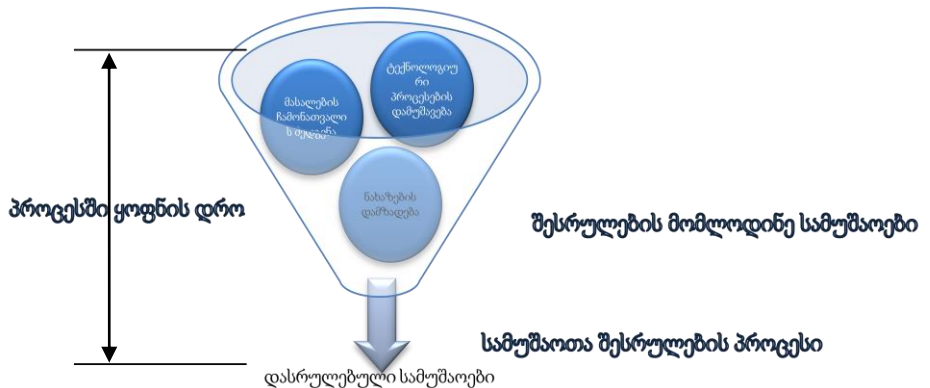 ტექნოლოგიუ
რი
პროცესების
დამუშავება
მასალების
ჩამონათვალი
ს შედგენა
ნახაზების
დამზადება
პროცესში ყოფნის დრო
შესრულების მომლოდინე სამუშაოები
სამუშაოთა შესრულების პროცესი
დასრულებული სამუშაოები